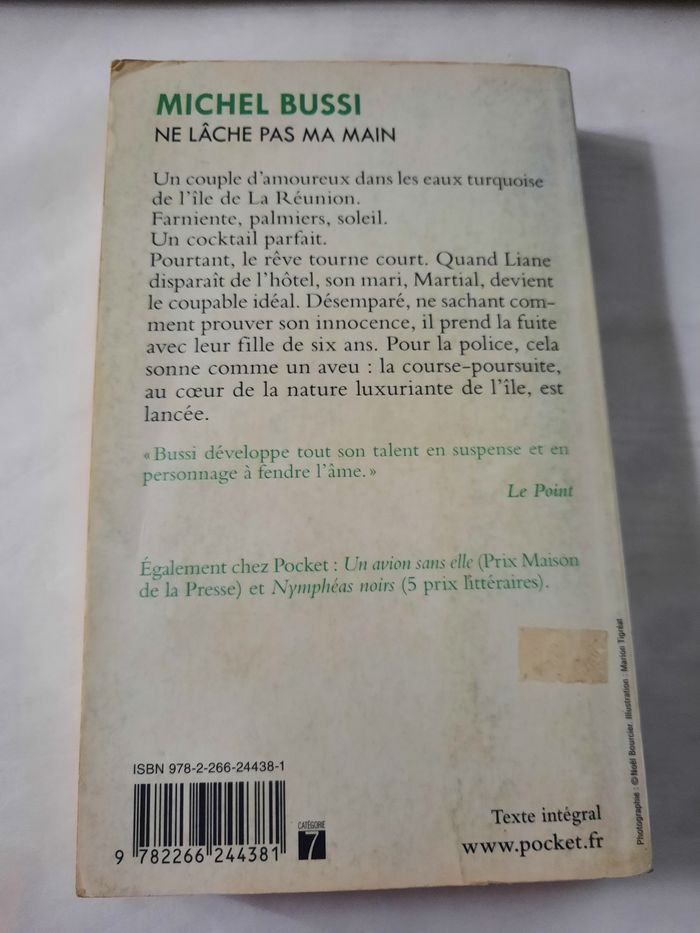 MICHEL BUSSI
NE LÂCHE PAS MA MAIN
Un couple d'amoureux dans les eaux turquoise
de l'île de La Réunion.
Farniente, palmiers, soleil.
Un cocktail parfait.
Pourtant, le rêve tourne court. Quand Liane
disparaît de l'hôtel, son mari, Martial, devient
le coupable idéal. Désemparé, ne sachant com-
ment prouver son innocence, il prend la fuite
avec leur fille de six ans. Pour la police, cela
sonne comme un aveu : la course-poursuite,
au cœur de la nature luxuriante de l'île, est
lancée.
« Bussi développe tout son talent en suspense et en
personnage à fendre l'âme. »
Le Point
Également chez Pocket : Un avion sans elle (Prix Maison
de la Presse) et Nymphéas noirs (5 prix littéraires).
Photographie : © Noël Bourcier. Illustration : Marion Tigréat
ISBN 978-2-266-24438-1
9 782266 244381
CATÉGORIE
7
Texte intégral
www.pocket.fr